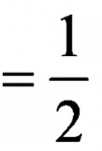 = 1/2